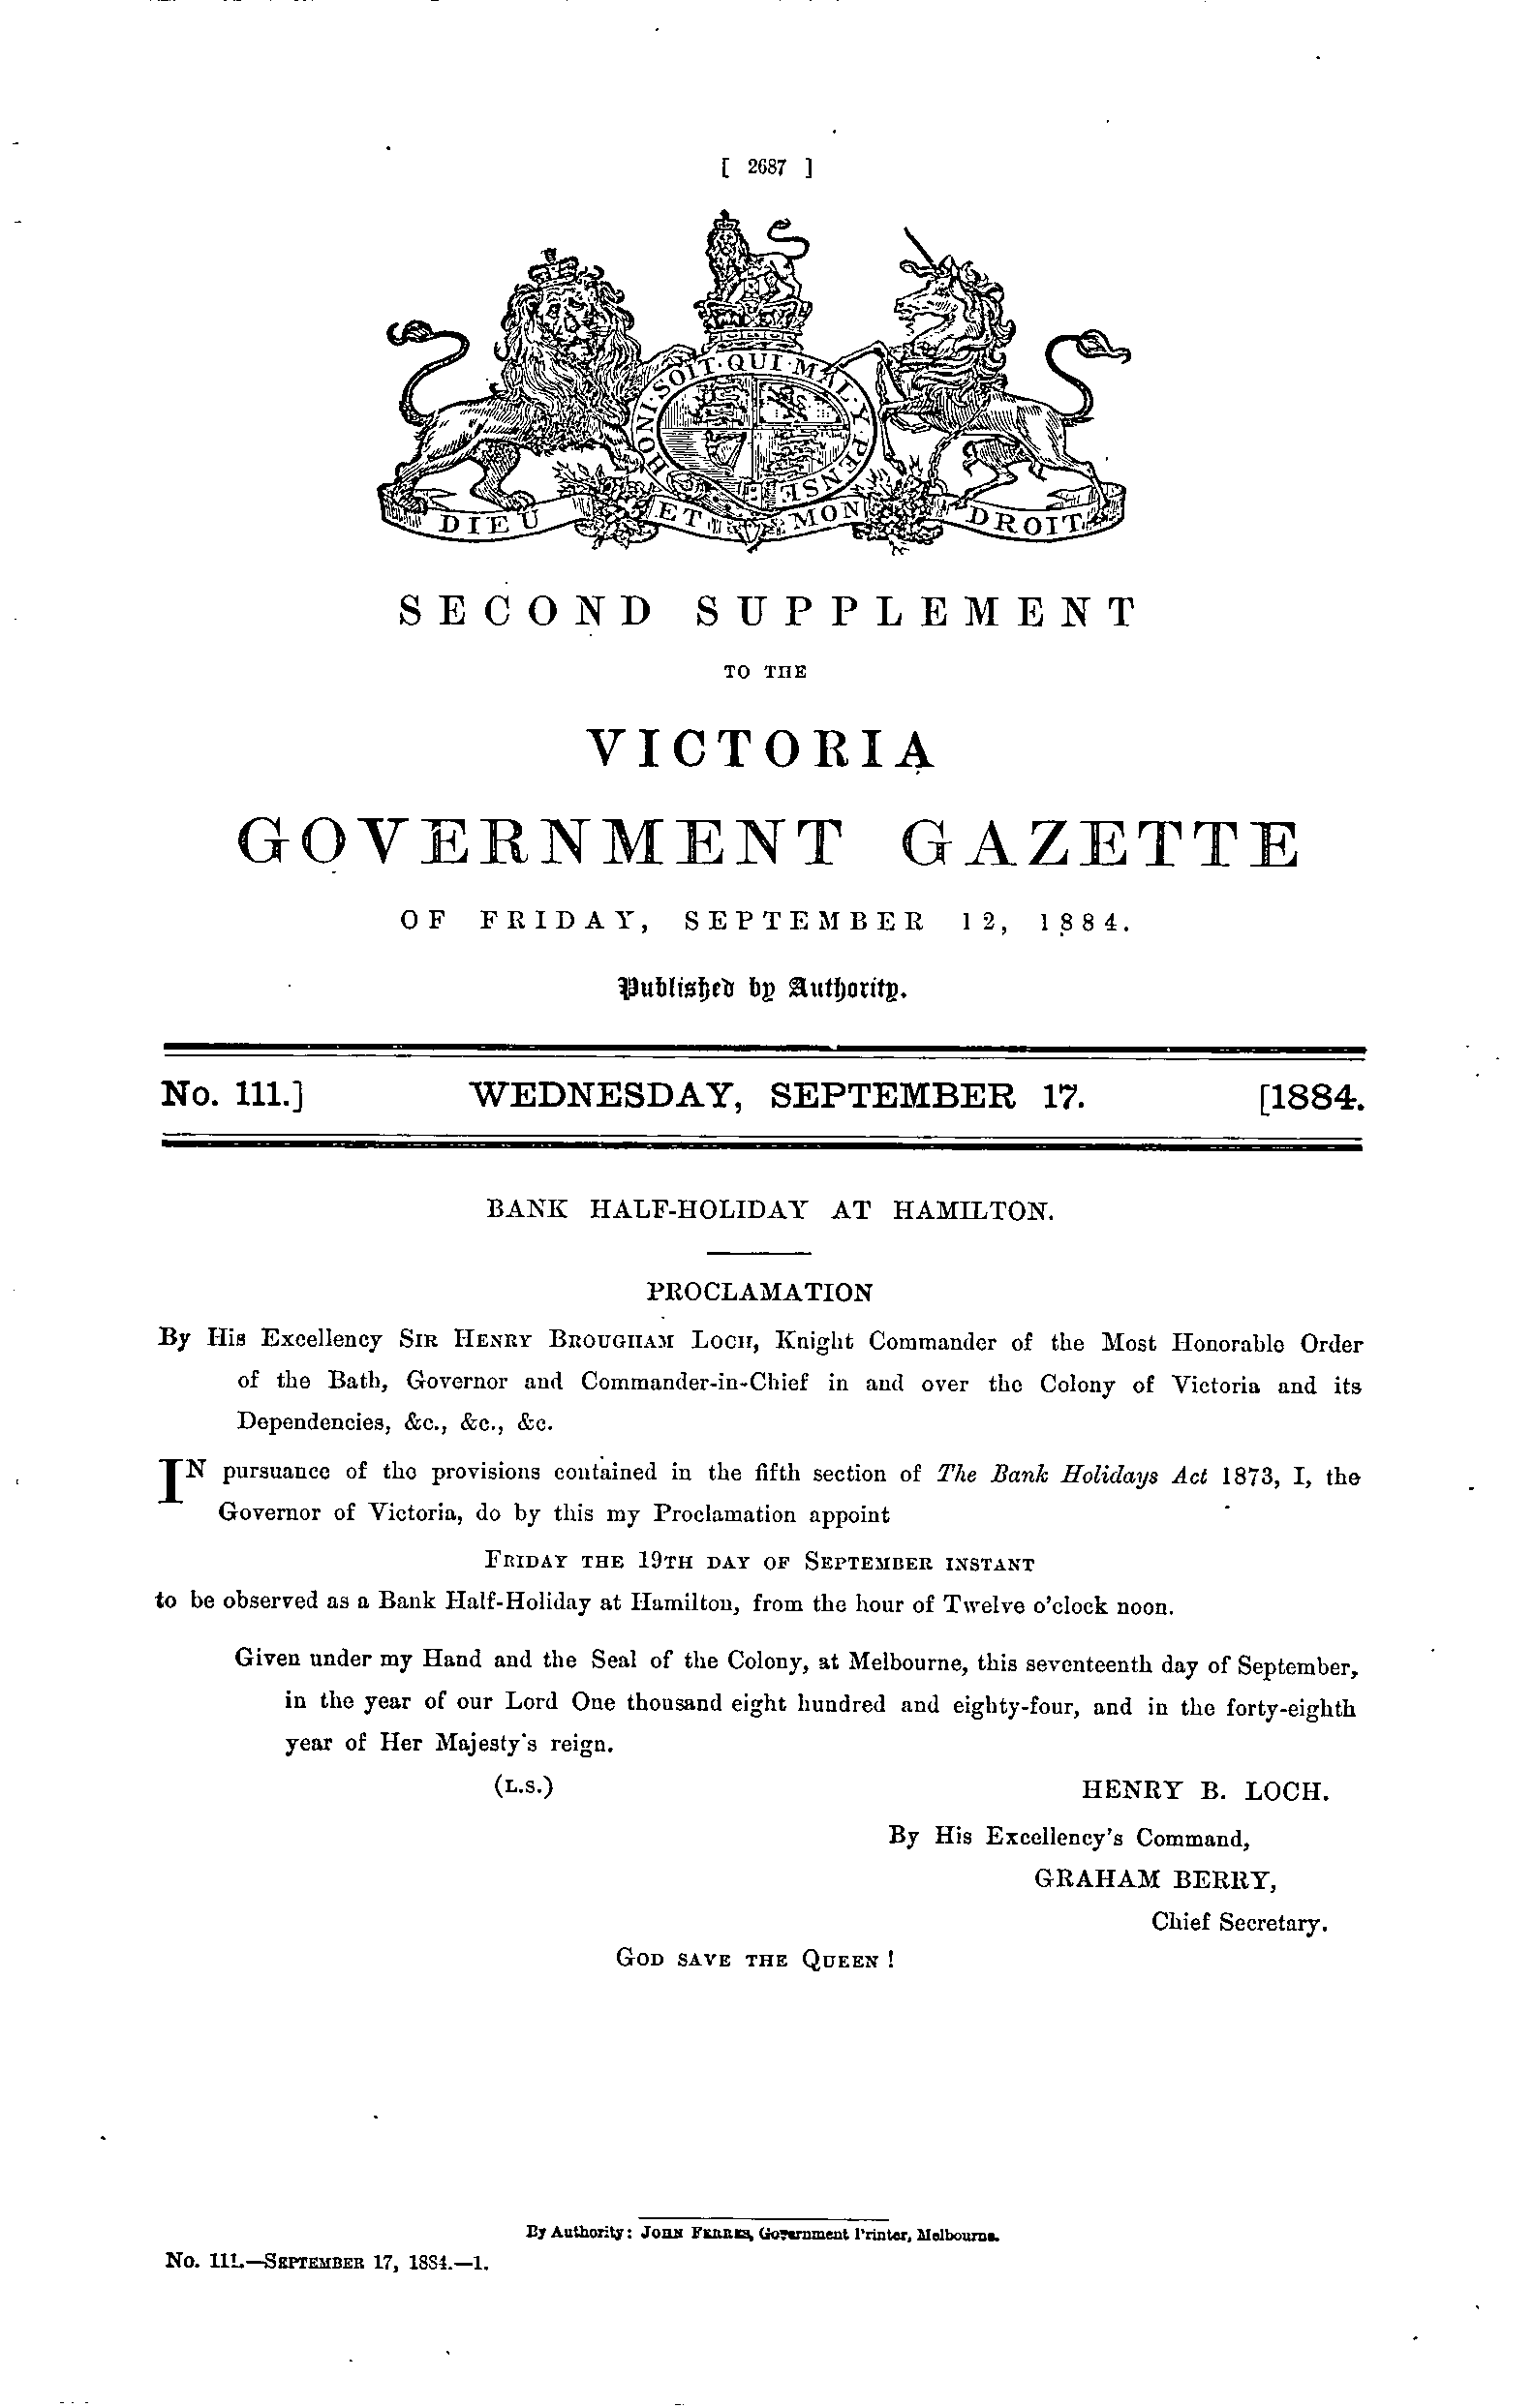 [ 2687 ]
HONI·SOIT·QUI·MAL·Y·PENSE
DIEU ET MON DROIT
SECOND SUPPLEMENT
TO THE
VICTORIA
GOVERNMENT GAZETTE
OF FRIDAY, SEPTEMBER 12, 1884.
Published by Authority.
No. 111.] WEDNESDAY, SEPTEMBER 17. [1884.
BANK HALF-HOLIDAY AT HAMILTON.
PROCLAMATION
By His Excellency SIR HENRY BROUGHAM LOCH, Knight Commander of the Most Honorable Order
of the Bath, Governor and Commander-in-Chief in and over the Colony of Victoria and its
Dependencies, &c., &c., &c.
IN pursuance of the provisions contained in the fifth section of The Bank Holidays Act 1873, I, the
Governor of Victoria, do by this my Proclamation appoint
FRIDAY THE 19TH DAY OF SEPTEMBER INSTANT
to be observed as a Bank Half-Holiday at Hamilton, from the hour of Twelve o'clock noon.
Given under my Hand and the Seal of the Colony, at Melbourne, this seventeenth day of September,
in the year of our Lord One thousand eight hundred and eighty-four, and in the forty-eighth
year of Her Majesty's reign.
(L.S.) HENRY B. LOCH.
By His Excellency's Command,
GRAHAM BERRY,
Chief Secretary.
GOD SAVE THE QUEEN !
By Authority: JOHN FERRES, Government Printer, Melbourne.
No. 111.—SEPTEMBER 17, 1884.—1.